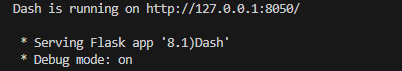 Dash is running on http://127.0.0.1:8050/
* Serving Flask app '8.1)Dash'
* Debug mode: on